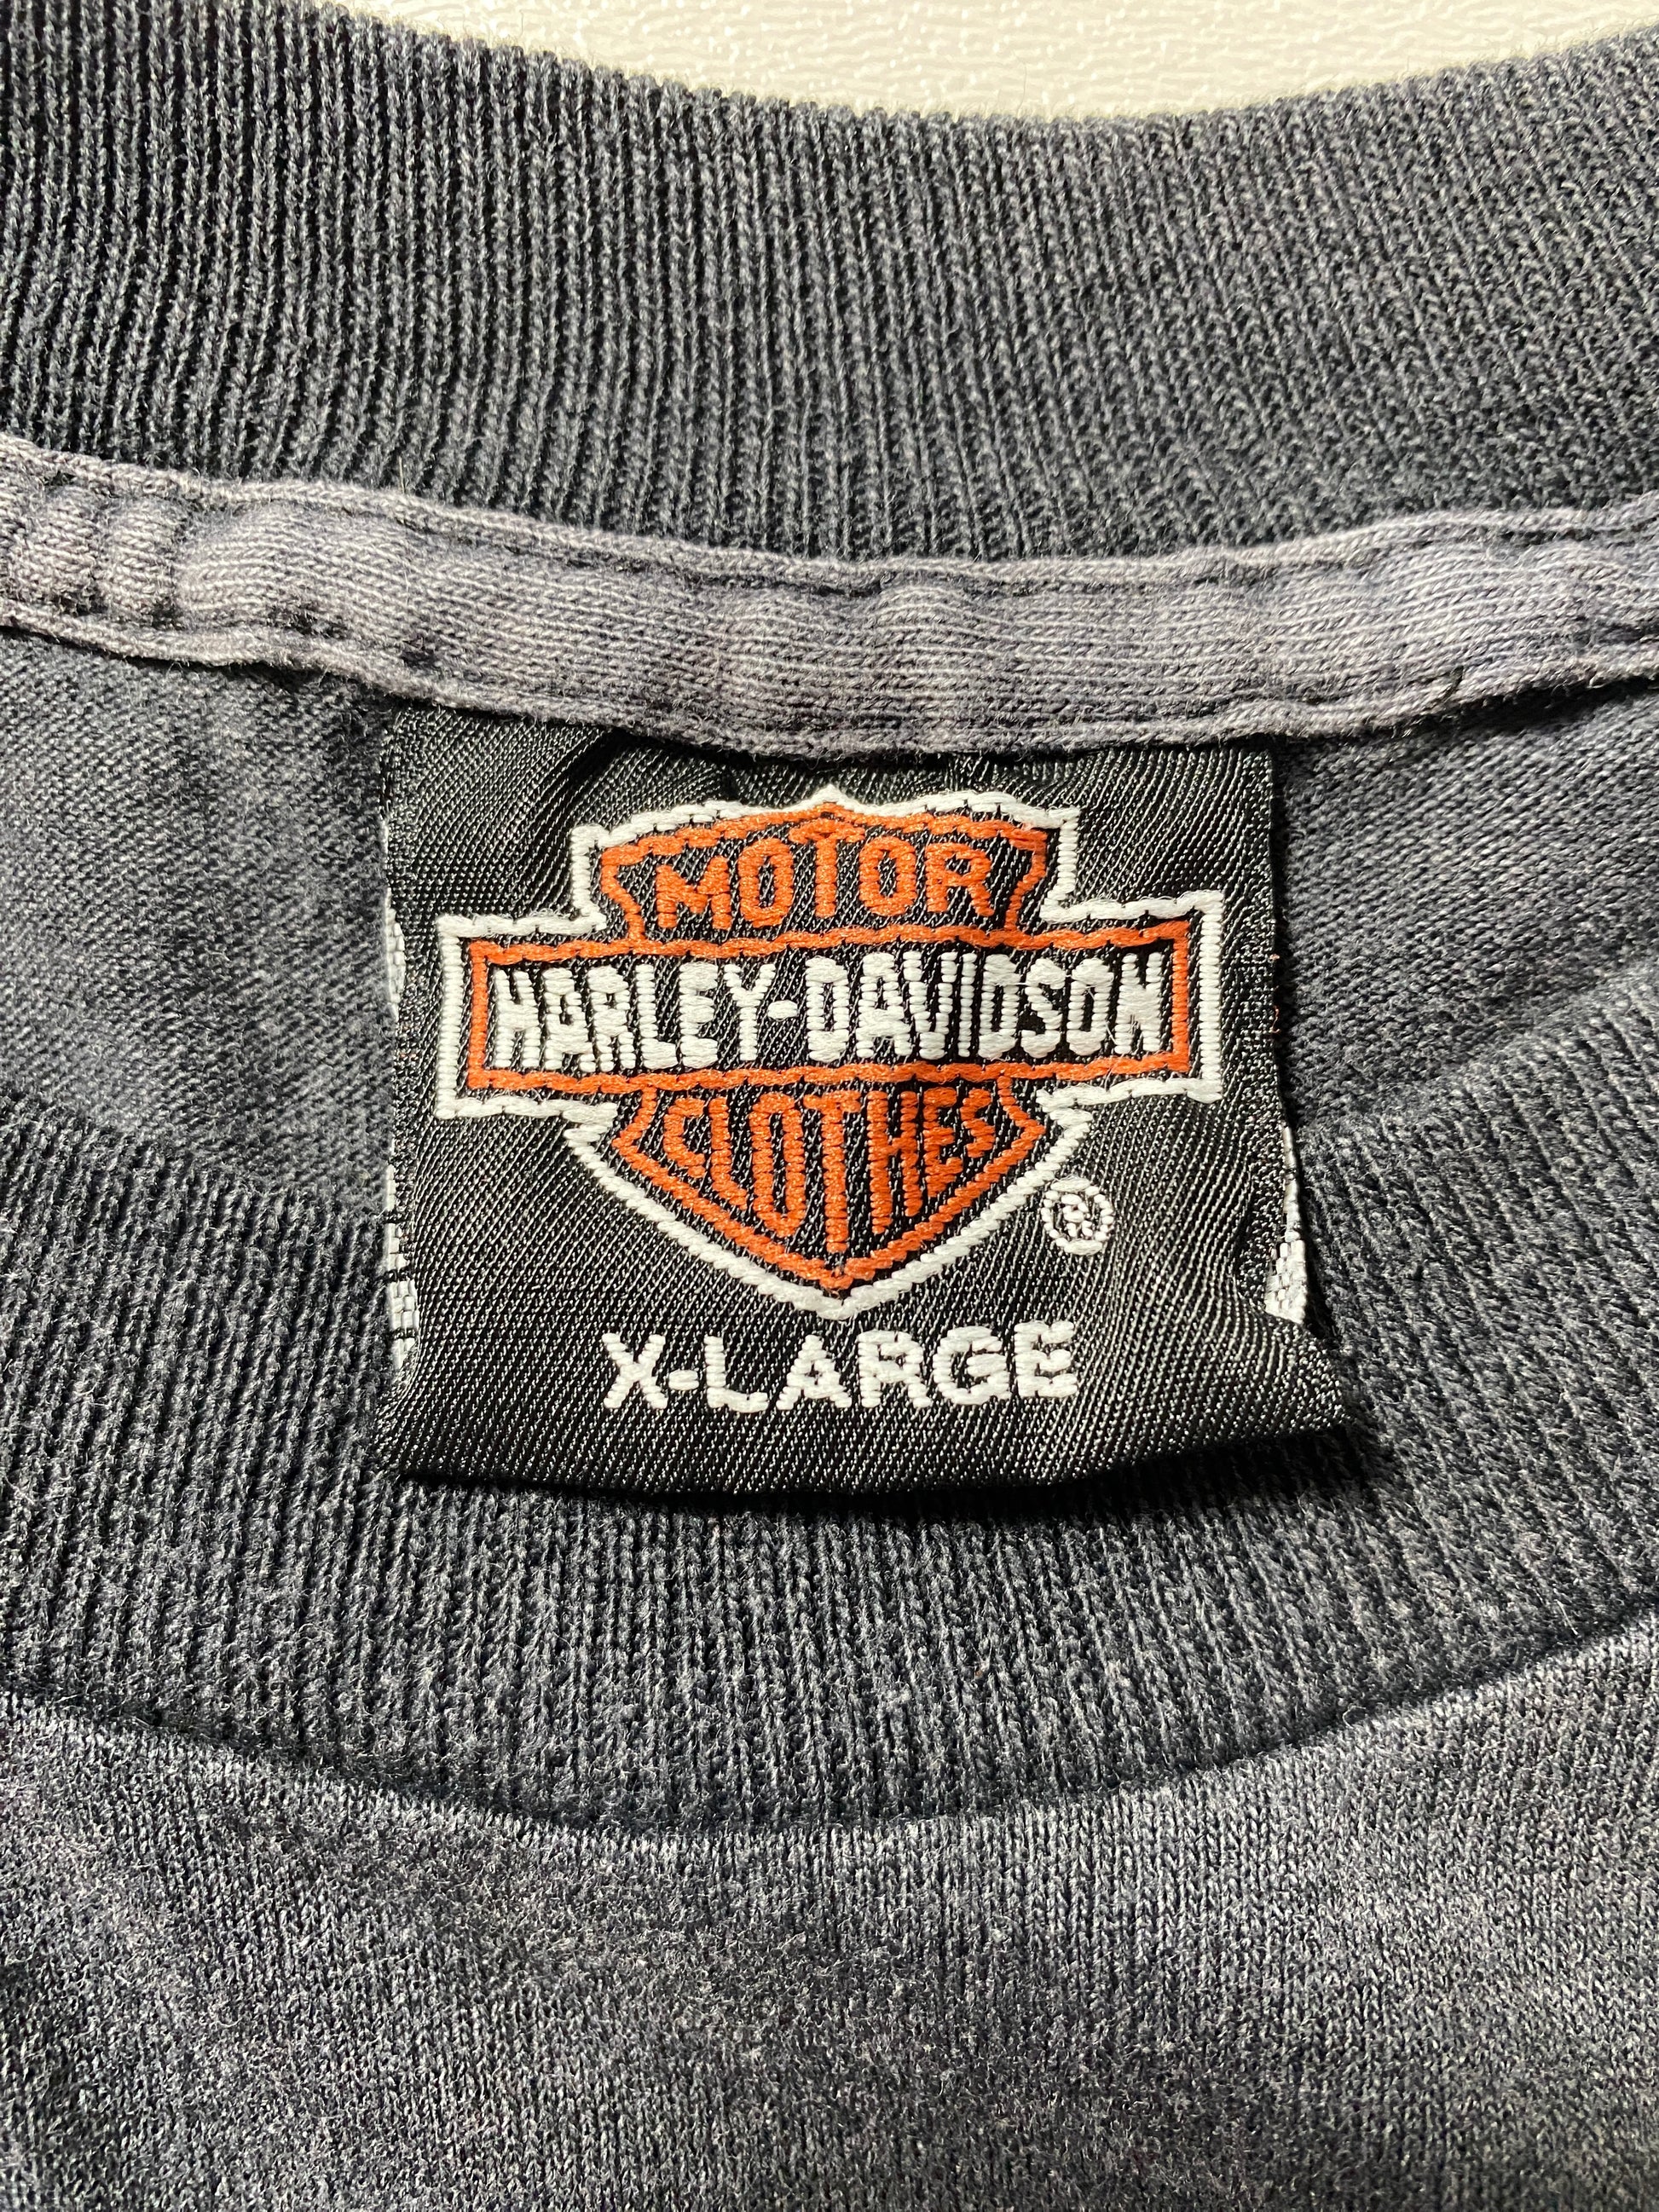 MOTOR
HARLEY-DAVIDSON
CLOTHES
®
X-LARGE